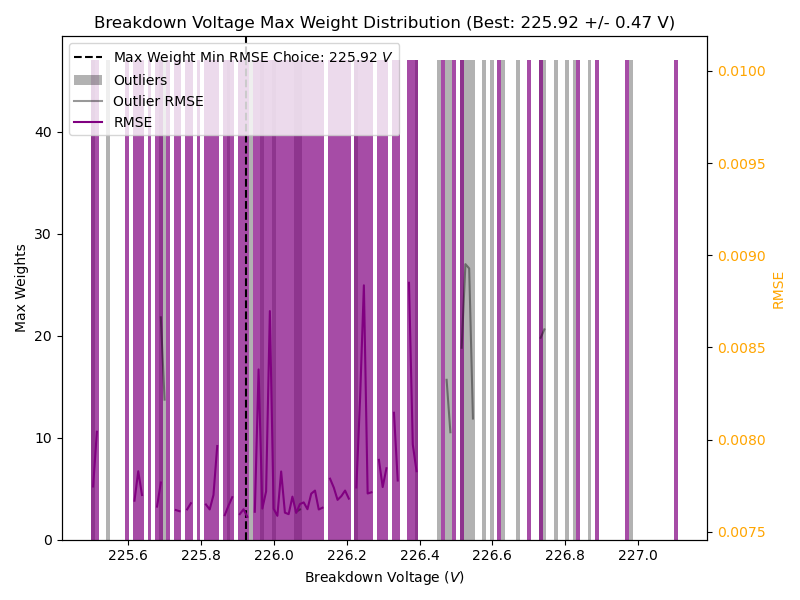 Breakdown Voltage Max Weight Distribution (Best: 225.92 +/- 0.47 V)
Max Weight Min RMSE Choice: 225.92 V
Outliers
Outlier RMSE
RMSE
Max Weights
0
10
20
30
40
0.0100
0.0095
0.0090
0.0085
0.0080
0.0075
RMSE
225.6 225.8 226.0 226.2 226.4 226.6 226.8 227.0
Breakdown Voltage (V)